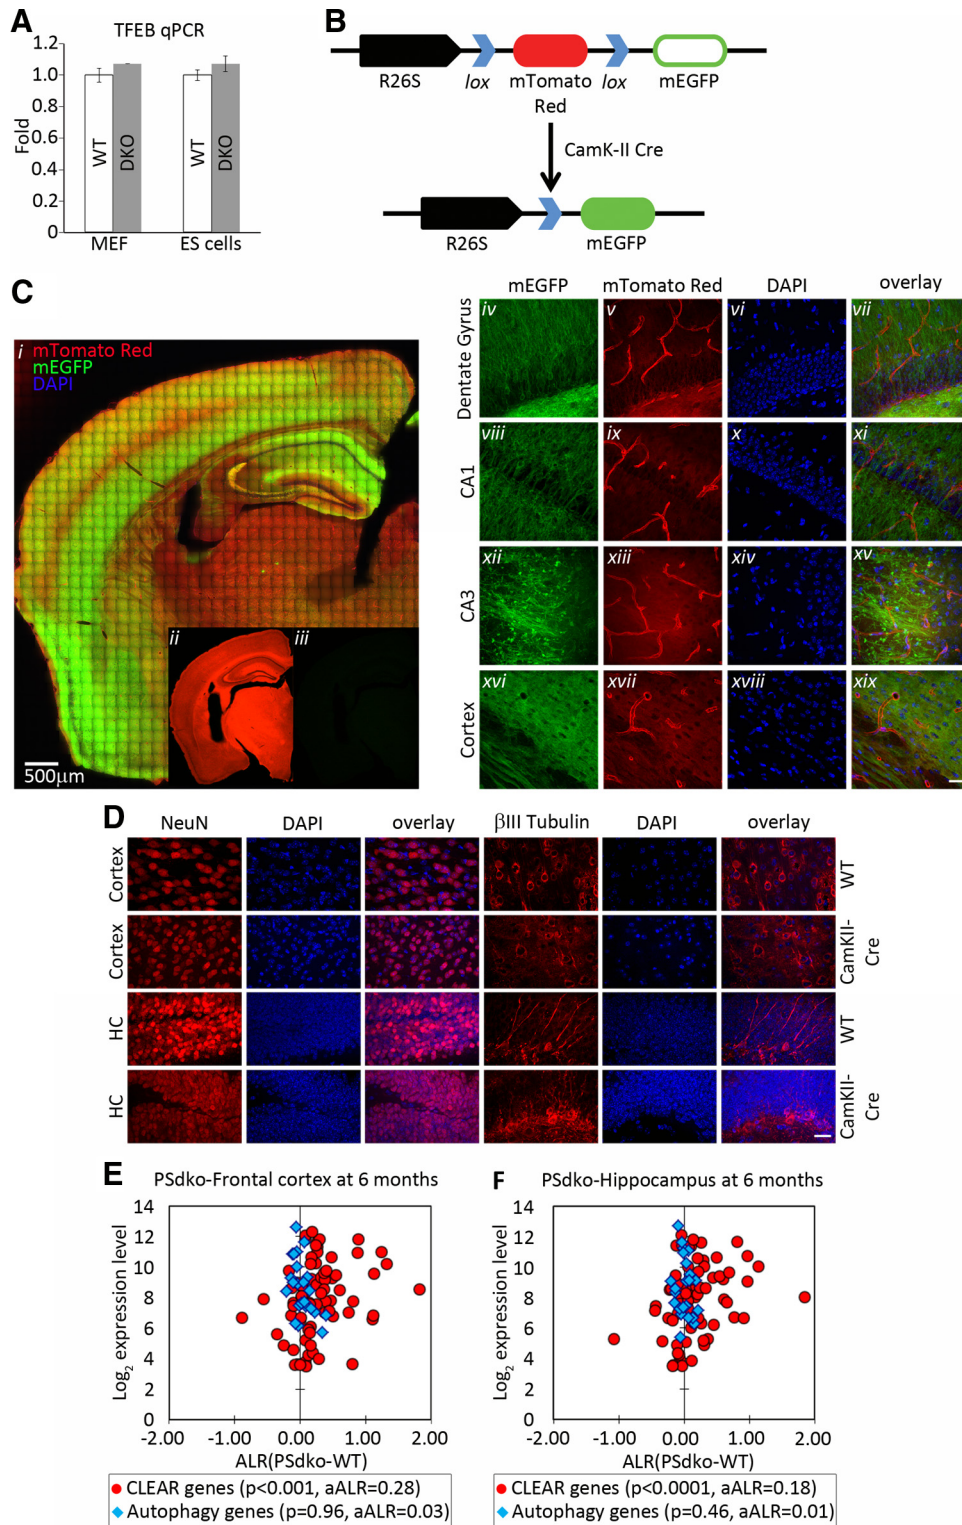 A
TFEB qPCR
1.2
1.0
0.8
0.6
0.4
0.2
0
Fold
WT
DKO
WT
DKO
MEF
ES cells
B
R26S
lox
mTomato
Red
lox
mEGFP
CamK-II Cre
R26S
mEGFP
C
i
mTomato Red
mEGFP
DAPI
ii
iii
500μm
mEGFP
mTomato Red
DAPI
overlay
Dentate Gyrus
iv
v
vi
vii
CA1
viii
ix
x
xi
CA3
xii
xiii
xiv
xv
Cortex
xvi
xvii
xviii
xix
D
NeuN
DAPI
overlay
βIII Tubulin
DAPI
overlay
Cortex
WT
Cortex
CamKII-
Cre
HC
WT
HC
CamKII-
Cre
E
PSdko-Frontal cortex at 6 months
Log2 expression level
14
12
10
8
6
4
2
0
-2.00
-1.00
0.00
1.00
2.00
ALR(PSdko-WT)
CLEAR genes (p<0.001, aALR=0.28)
Autophagy genes (p=0.96, aALR=0.03)
F
PSdko-Hippocampus at 6 months
Log2 expression level
14
12
10
8
6
4
2
0
-2.00
-1.00
0.00
1.00
2.00
ALR(PSdko-WT)
CLEAR genes (p<0.0001, aALR=0.18)
Autophagy genes (p=0.46, aALR=0.01)